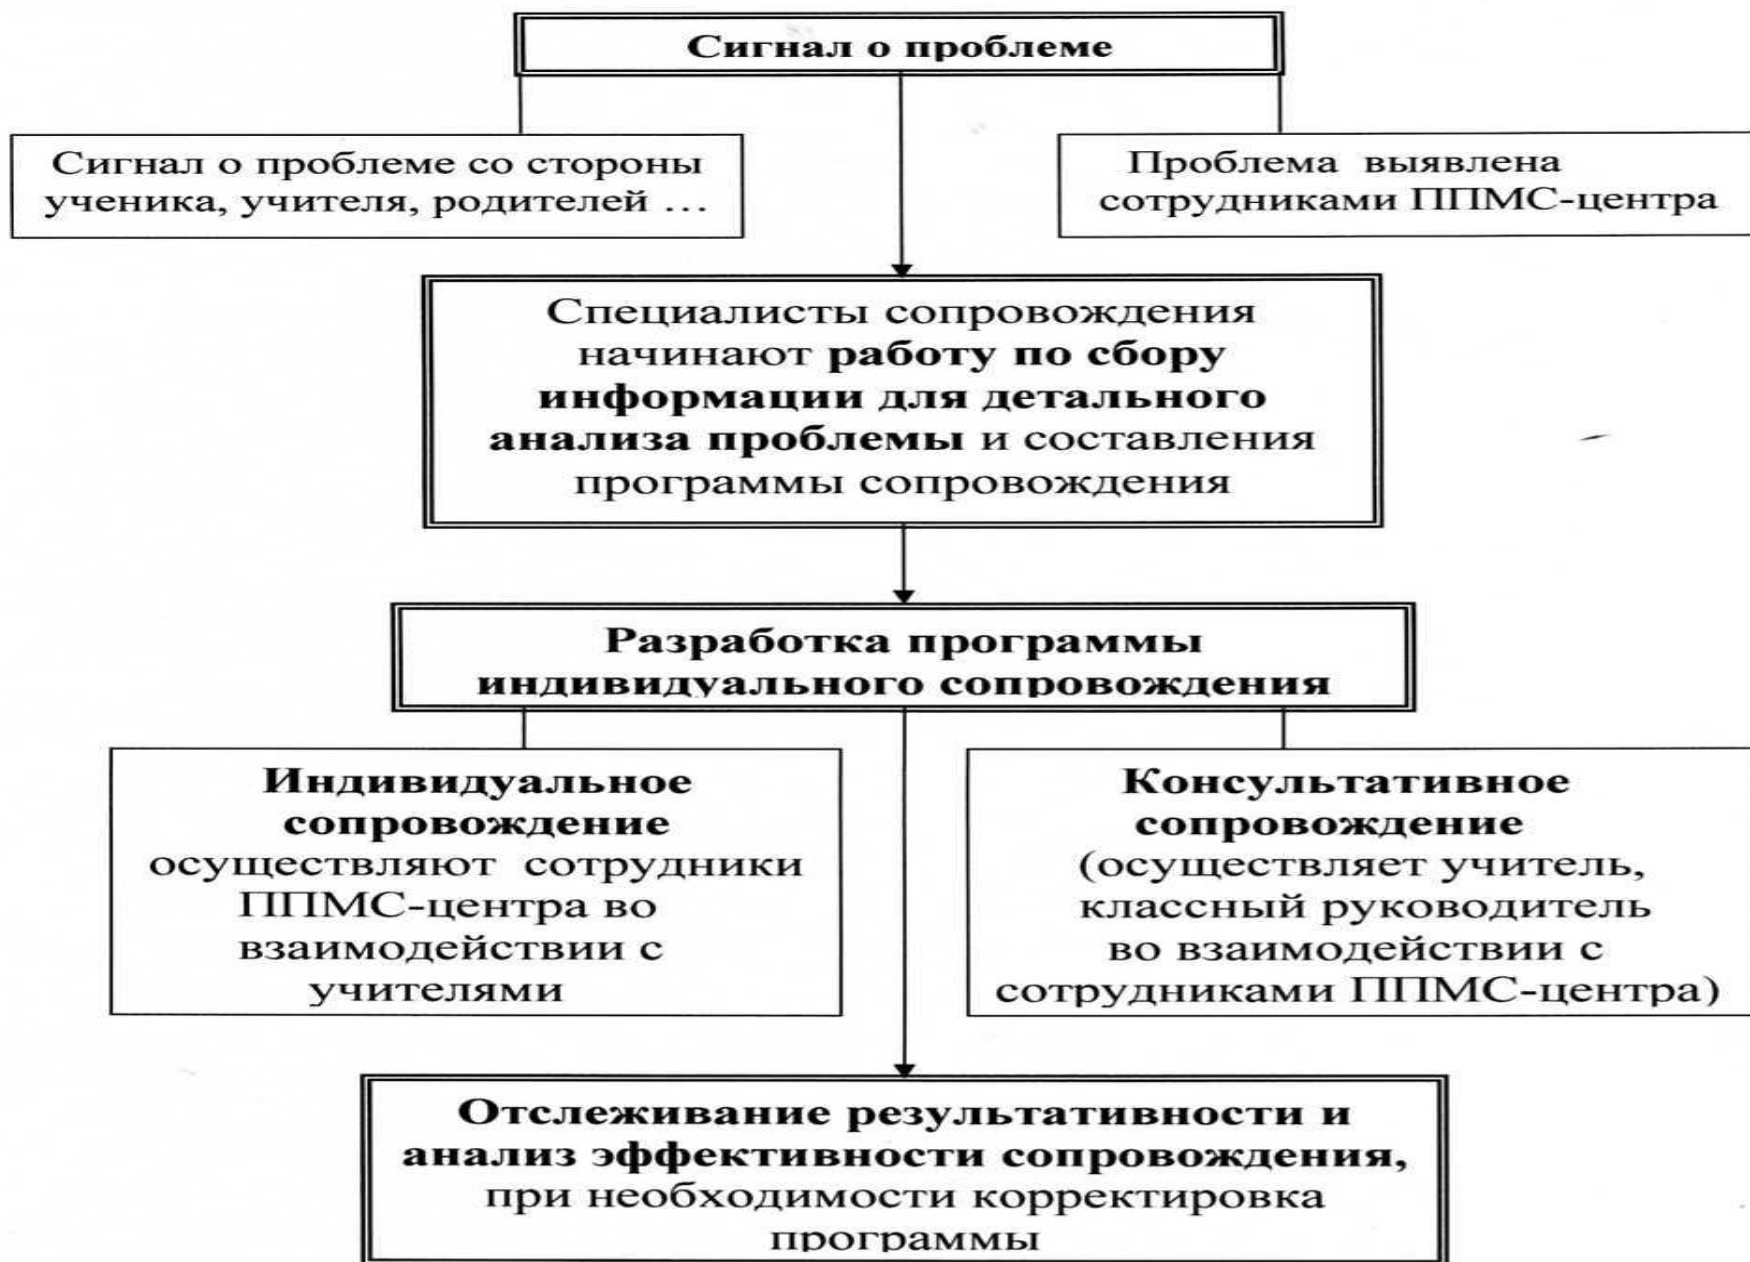 Сигнал о проблеме
Сигнал о проблеме со стороны
ученика, учителя, родителей …
Проблема выявлена
сотрудниками ППМС-центра
Специалисты сопровождения
начинают работу по сбору
информации для детального
анализа проблемы и составления
программы сопровождения
Разработка программы
индивидуального сопровождения
Индивидуальное
сопровождение
осуществляют сотрудники
ППМС-центра во
взаимодействии с
учителями
Консультативное
сопровождение
(осуществляет учитель,
классный руководитель
во взаимодействии с
сотрудниками ППМС-центра)
Отслеживание результативности и
анализ эффективности сопровождения,
при необходимости корректировка
программы